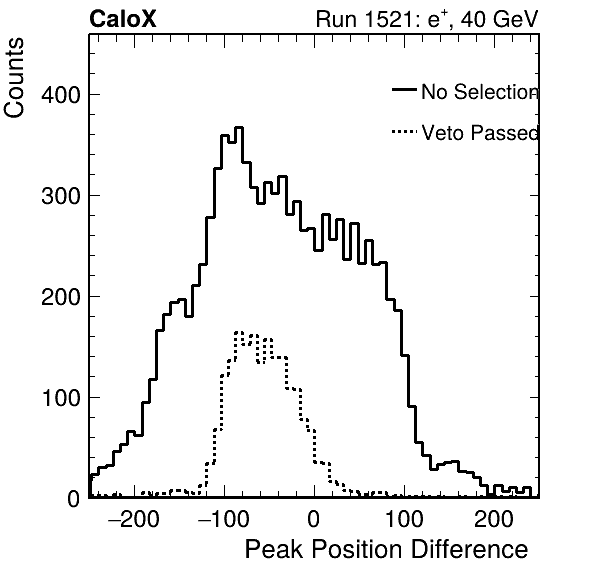 CaloX Run 1521: e+, 40 GeV
Counts
No Selection
Veto Passed
400
300
200
100
0
−200 −100 0 100 200
Peak Position Difference